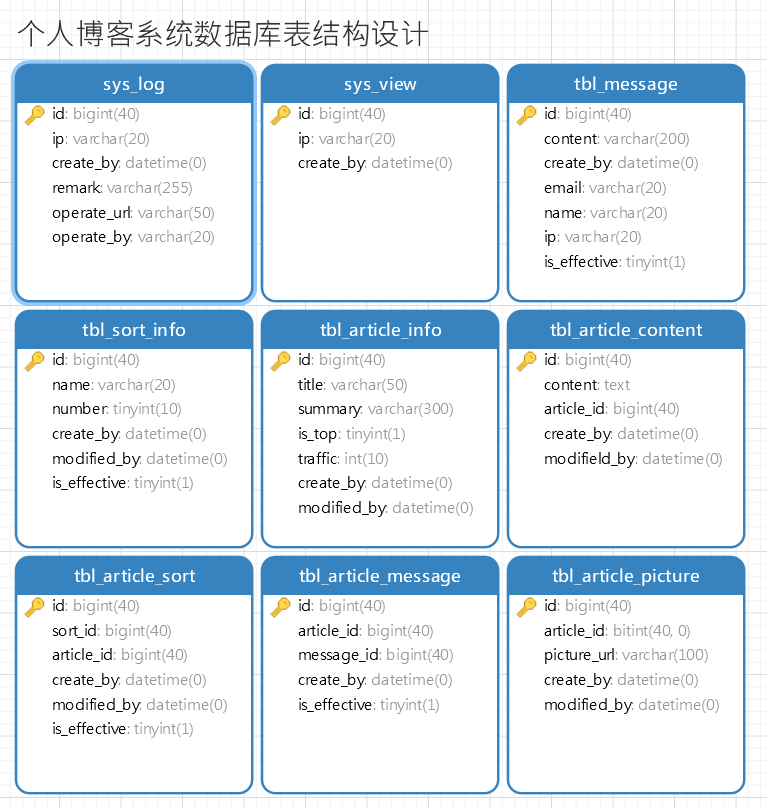 个人博客系统数据库表结构设计
sys_log
id: bigint(40)
ip: varchar(20)
create_by: datetime(0)
remark: varchar(255)
operate_url: varchar(50)
operate_by: varchar(20)
sys_view
id: bigint(40)
ip: varchar(20)
create_by: datetime(0)
tbl_message
id: bigint(40)
content: varchar(200)
create_by: datetime(0)
email: varchar(20)
name: varchar(20)
ip: varchar(20)
is_effective: tinyint(1)
tbl_sort_info
id: bigint(40)
name: varchar(20)
number: tinyint(10)
create_by: datetime(0)
modified_by: datetime(0)
is_effective: tinyint(1)
tbl_article_info
id: bigint(40)
title: varchar(50)
summary: varchar(300)
is_top: tinyint(1)
traffic: int(10)
create_by: datetime(0)
modified_by: datetime(0)
tbl_article_content
id: bigint(40)
content: text
article_id: bigint(40)
create_by: datetime(0)
modifield_by: datetime(0)
tbl_article_sort
id: bigint(40)
sort_id: bigint(40)
article_id: bigint(40)
create_by: datetime(0)
modified_by: datetime(0)
is_effective: tinyint(1)
tbl_article_message
id: bigint(40)
article_id: bigint(40)
message_id: bigint(40)
create_by: datetime(0)
is_effective: tinyint(1)
tbl_article_picture
id: bigint(40)
article_id: bitint(40, 0)
picture_url: varchar(100)
create_by: datetime(0)
modified_by: datetime(0)